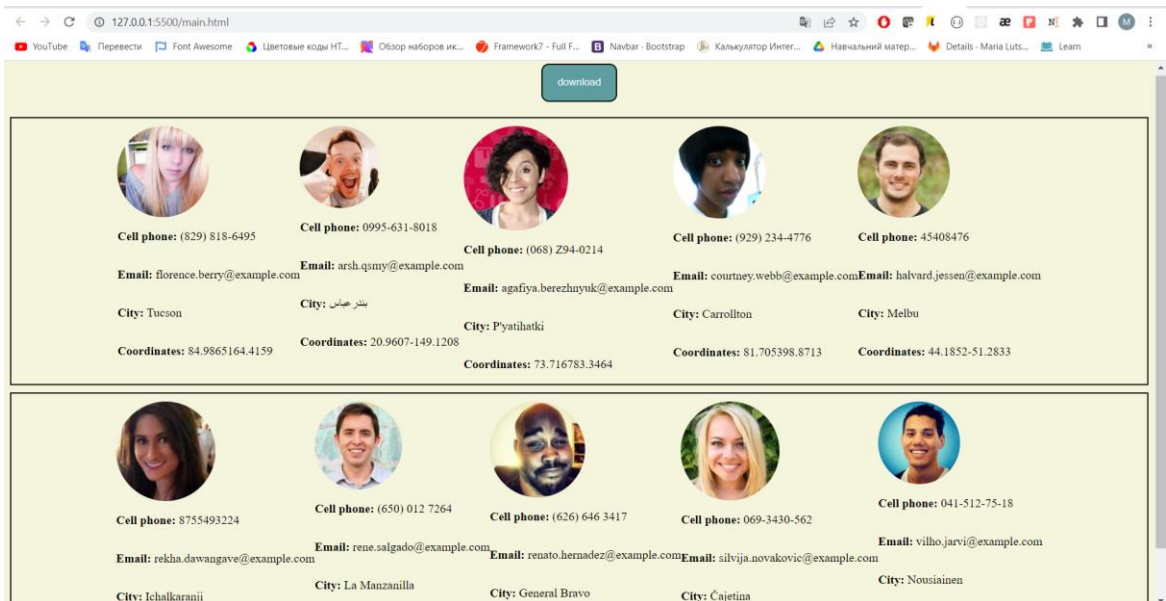 127.0.0.1:5500/main.html
YouTube Перевести Font Awesome Цветовые коды HT... Обзор наборов ик... Framework7 - Full F... Navbar · Bootstrap Калькулятор Интег... Навчальний матер... Details · Maria Luts... Learn »
download
Cell phone: (829) 818-6495
Email: florence.berry@example.com
City: Tucson
Coordinates: 84.9865164.4159
Cell phone: 0995-631-8018
Email: arsh.qsmy@example.com
City: بندرعباس
Coordinates: 20.9607-149.1208
Cell phone: (068) Z94-0214
Email: agafiya.berezhnyuk@example.com
City: P'yatihatki
Coordinates: 73.716783.3464
Cell phone: (929) 234-4776
Email: courtney.webb@example.com
City: Carrollton
Coordinates: 81.705398.8713
Cell phone: 45408476
Email: halvard.jessen@example.com
City: Melbu
Coordinates: 44.1852-51.2833
Cell phone: 8755493224
Email: rekha.dawangave@example.com
City: Ichalkaranji
Cell phone: (650) 012 7264
Email: rene.salgado@example.com
City: La Manzanilla
Cell phone: (626) 646 3417
Email: renato.hernadez@example.com
City: General Bravo
Cell phone: 069-3430-562
Email: silvija.novakovic@example.com
City: Čajetina
Cell phone: 041-512-75-18
Email: vilho.jarvi@example.com
City: Nousiainen